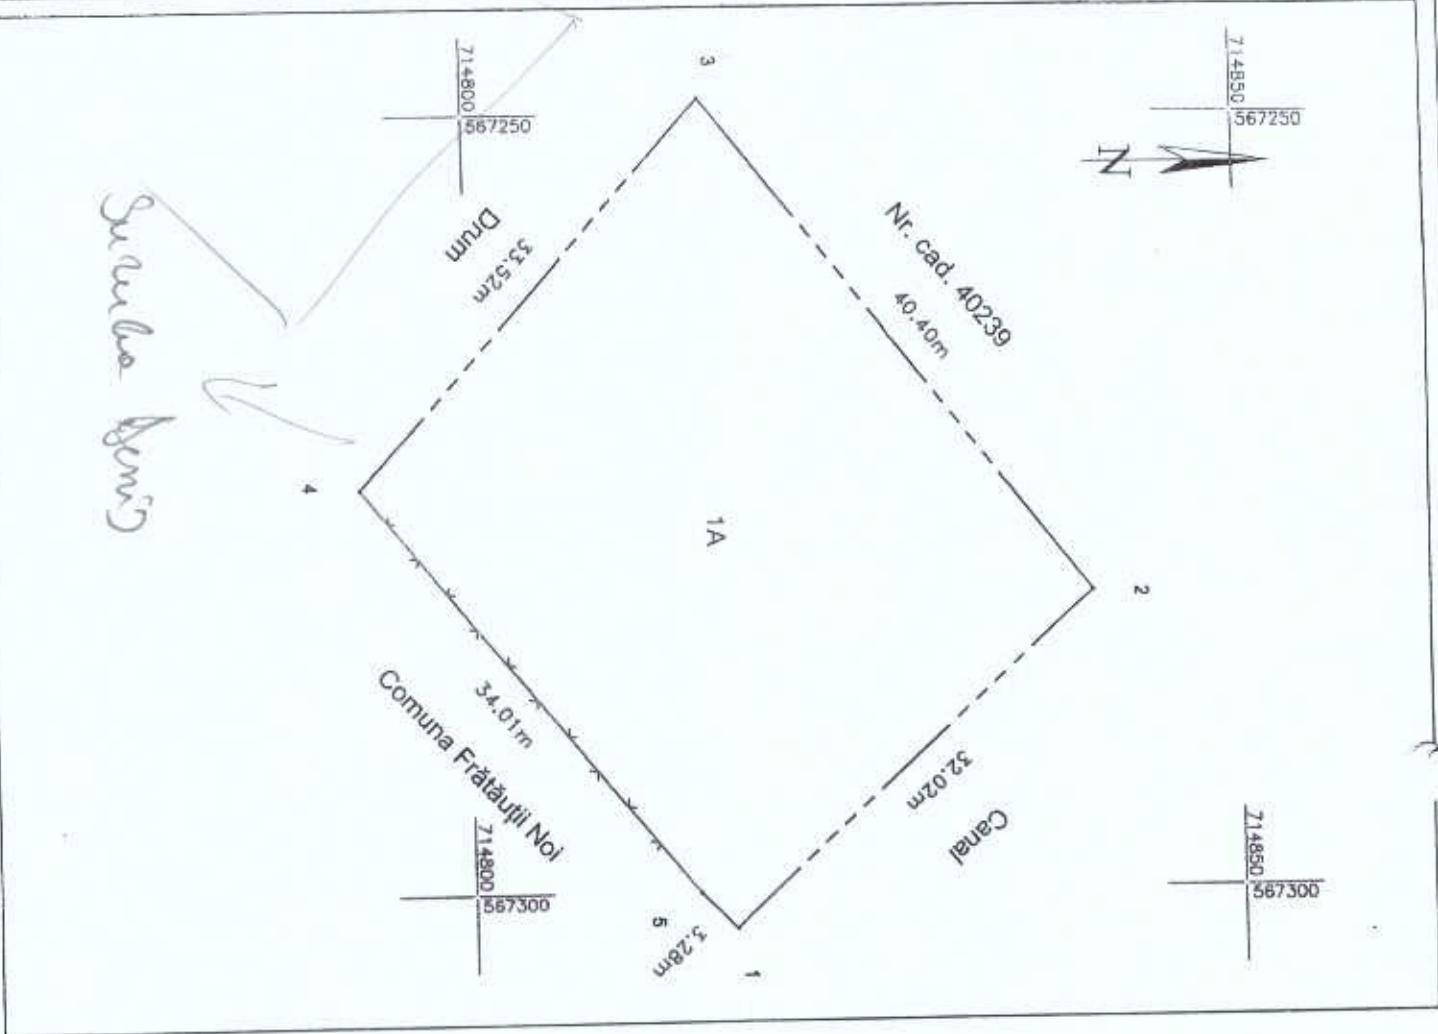 3
714800
567250
714850
567250
N
Drum
33.52m
Nr. cad. 40239
40.40m
4
1A
2
34.01m
Comuna Frătăuții Noi
32.02m
Canal
714800
567300
714850
567300
5
3.28m
1